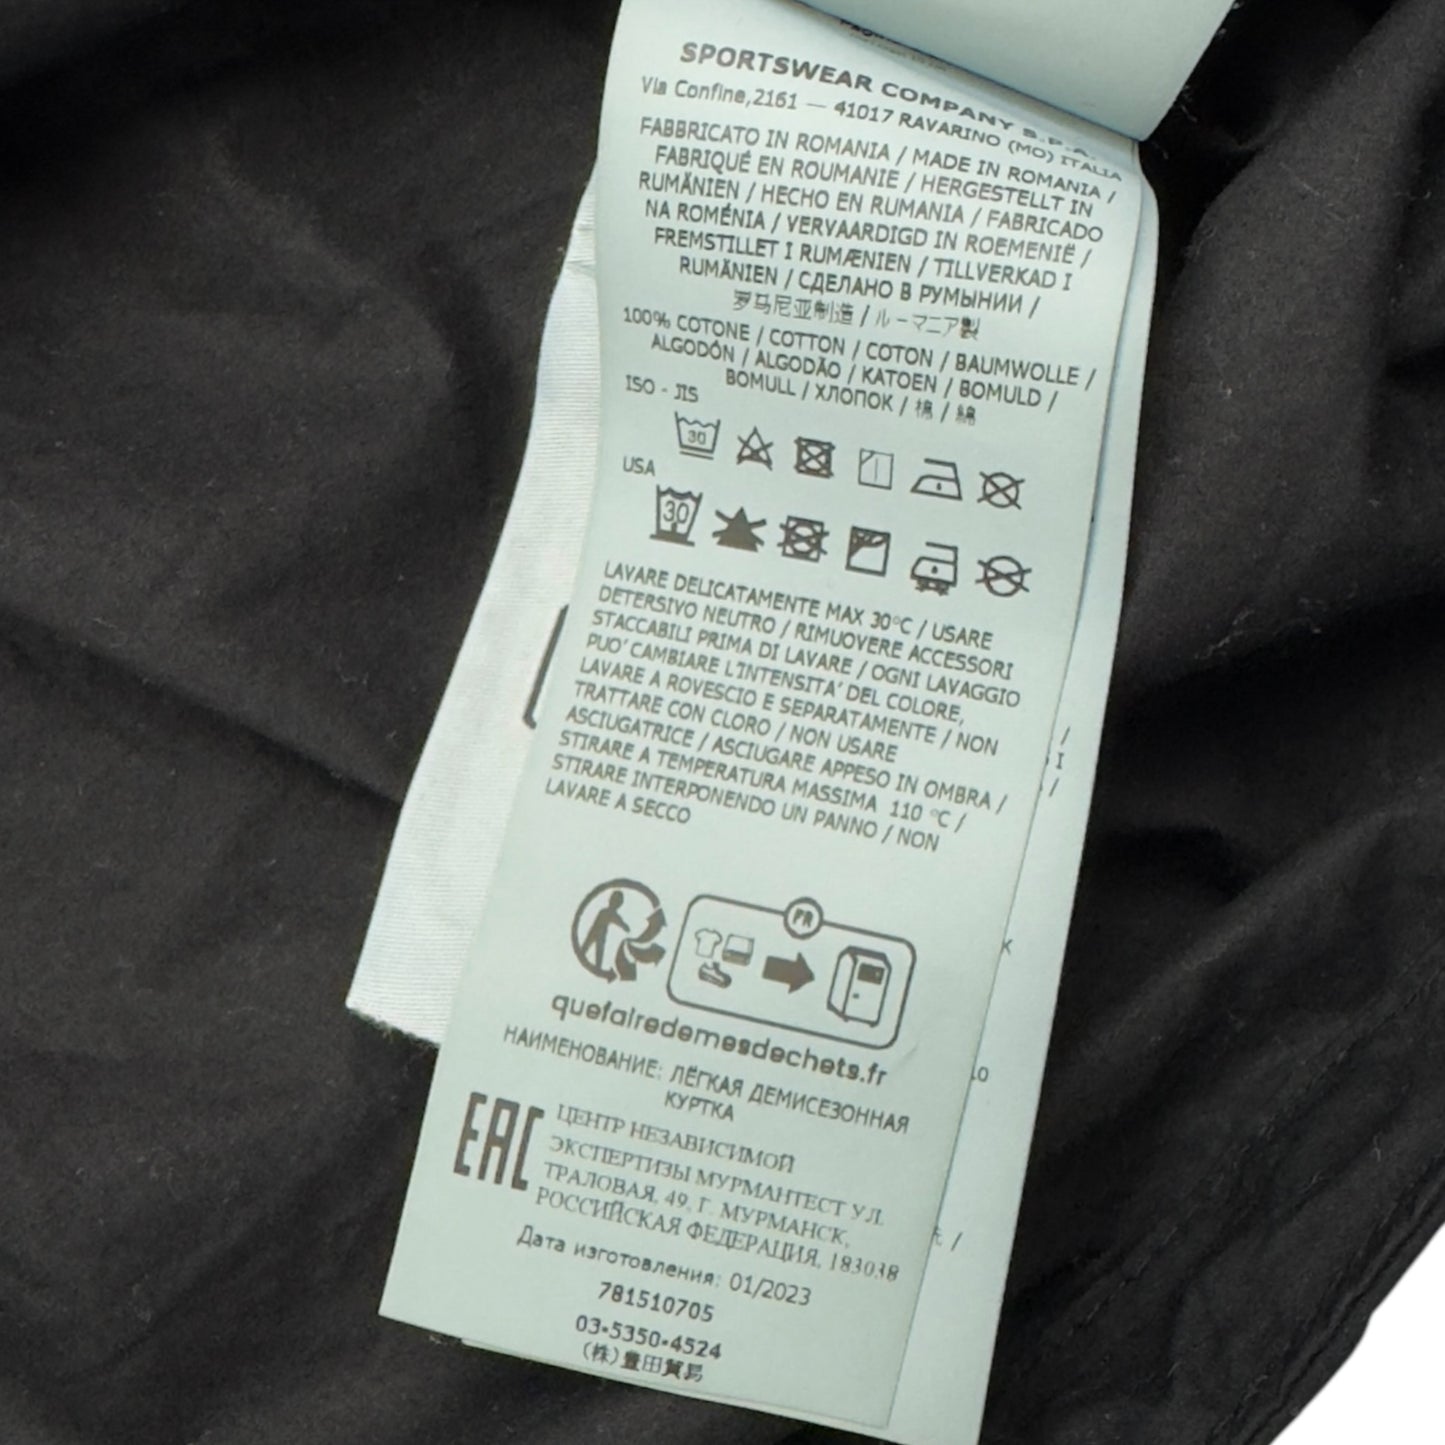 SPORTSWEAR COMPANY S.P.A.
Via Confine,2161 — 41017 RAVARINO (MO) ITALIA
FABBRICATO IN ROMANIA / MADE IN ROMANIA /
FABRIQUÉ EN ROUMANIE / HERGESTELLT IN
RUMÄNIEN / HECHO EN RUMANIA / FABRICADO
NA ROMÉNIA / VERVAARDIGD IN ROEMENIË /
FREMSTILLET I RUMÆNIEN / TILLVERKAD I
RUMÄNIEN / СДЕЛАНО В РУМЫНИИ /
罗马尼亚制造 / ルーマニア製
100% COTONE / COTTON / COTON / BAUMWOLLE /
ALGODÓN / ALGODÃO / KATOEN / BOMULD /
BOMULL / ХЛОПОК / 棉 / 綿
ISO - JIS
30
USA
30
LAVARE DELICATAMENTE MAX 30°C / USARE
DETERSIVO NEUTRO / RIMUOVERE ACCESSORI
STACCABILI PRIMA DI LAVARE / OGNI LAVAGGIO
PUO' CAMBIARE L'INTENSITA' DEL COLORE,
LAVARE A ROVESCIO E SEPARATAMENTE / NON
TRATTARE CON CLORO / NON USARE
ASCIUGATRICE / ASCIUGARE APPESO IN OMBRA /
STIRARE A TEMPERATURA MASSIMA 110 °C /
STIRARE INTERPONENDO UN PANNO / NON
LAVARE A SECCO
FR
quefairedemesdechets.fr
НАИМЕНОВАНИЕ: ЛЁГКАЯ ДЕМИСЕЗОННАЯ
КУРТКА
EAC
ЦЕНТР НЕЗАВИСИМОЙ
ЭКСПЕРТИЗЫ МУРМАНТЕСТ УЛ.
ТРАЛОВАЯ, 49, Г. МУРМАНСК,
РОССИЙСКАЯ ФЕДЕРАЦИЯ, 183038
Дата изготовления: 01/2023
781510705
03-5350-4524
(株)豊田貿易